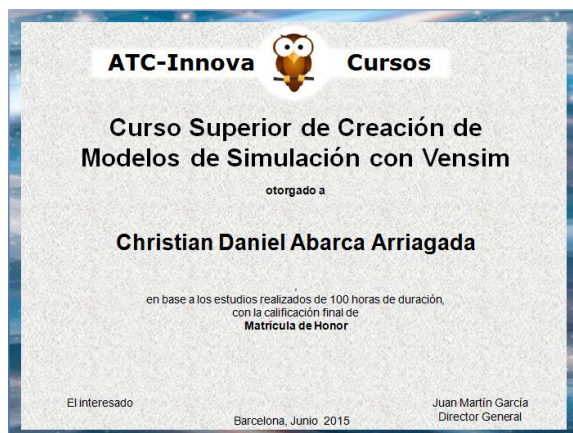 ATC-Innova Cursos
Curso Superior de Creación de
Modelos de Simulación con Vensim
otorgado a
Christian Daniel Abarca Arriagada
,
en base a los estudios realizados de 100 horas de duración,
con la calificación final de
Matrícula de Honor
El interesado
Juan Martín García
Director General
Barcelona, Junio 2015